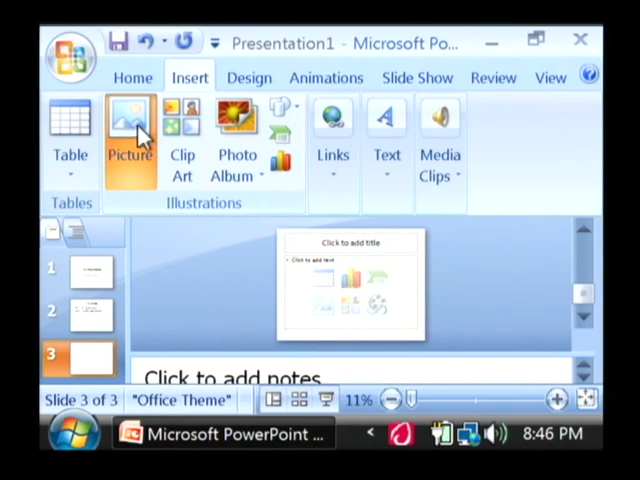 Presentation1 - Microsoft Po...
Home Insert Design Animations Slide Show Review View
Table Picture Clip Art Photo Album Links Text Media Clips
Tables Illustrations
1
Click to add title
Click to add text
2
3
Click to add notes
Slide 3 of 3 "Office Theme" 11%
Microsoft PowerPoint ... < 8:46 PM